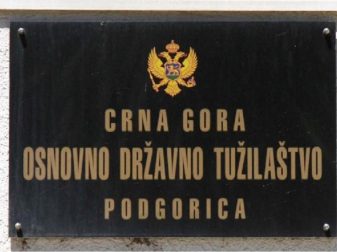 CRNA GORA
OSNOVNO DRŽAVNO TUŽILAŠTVO
PODGORICA